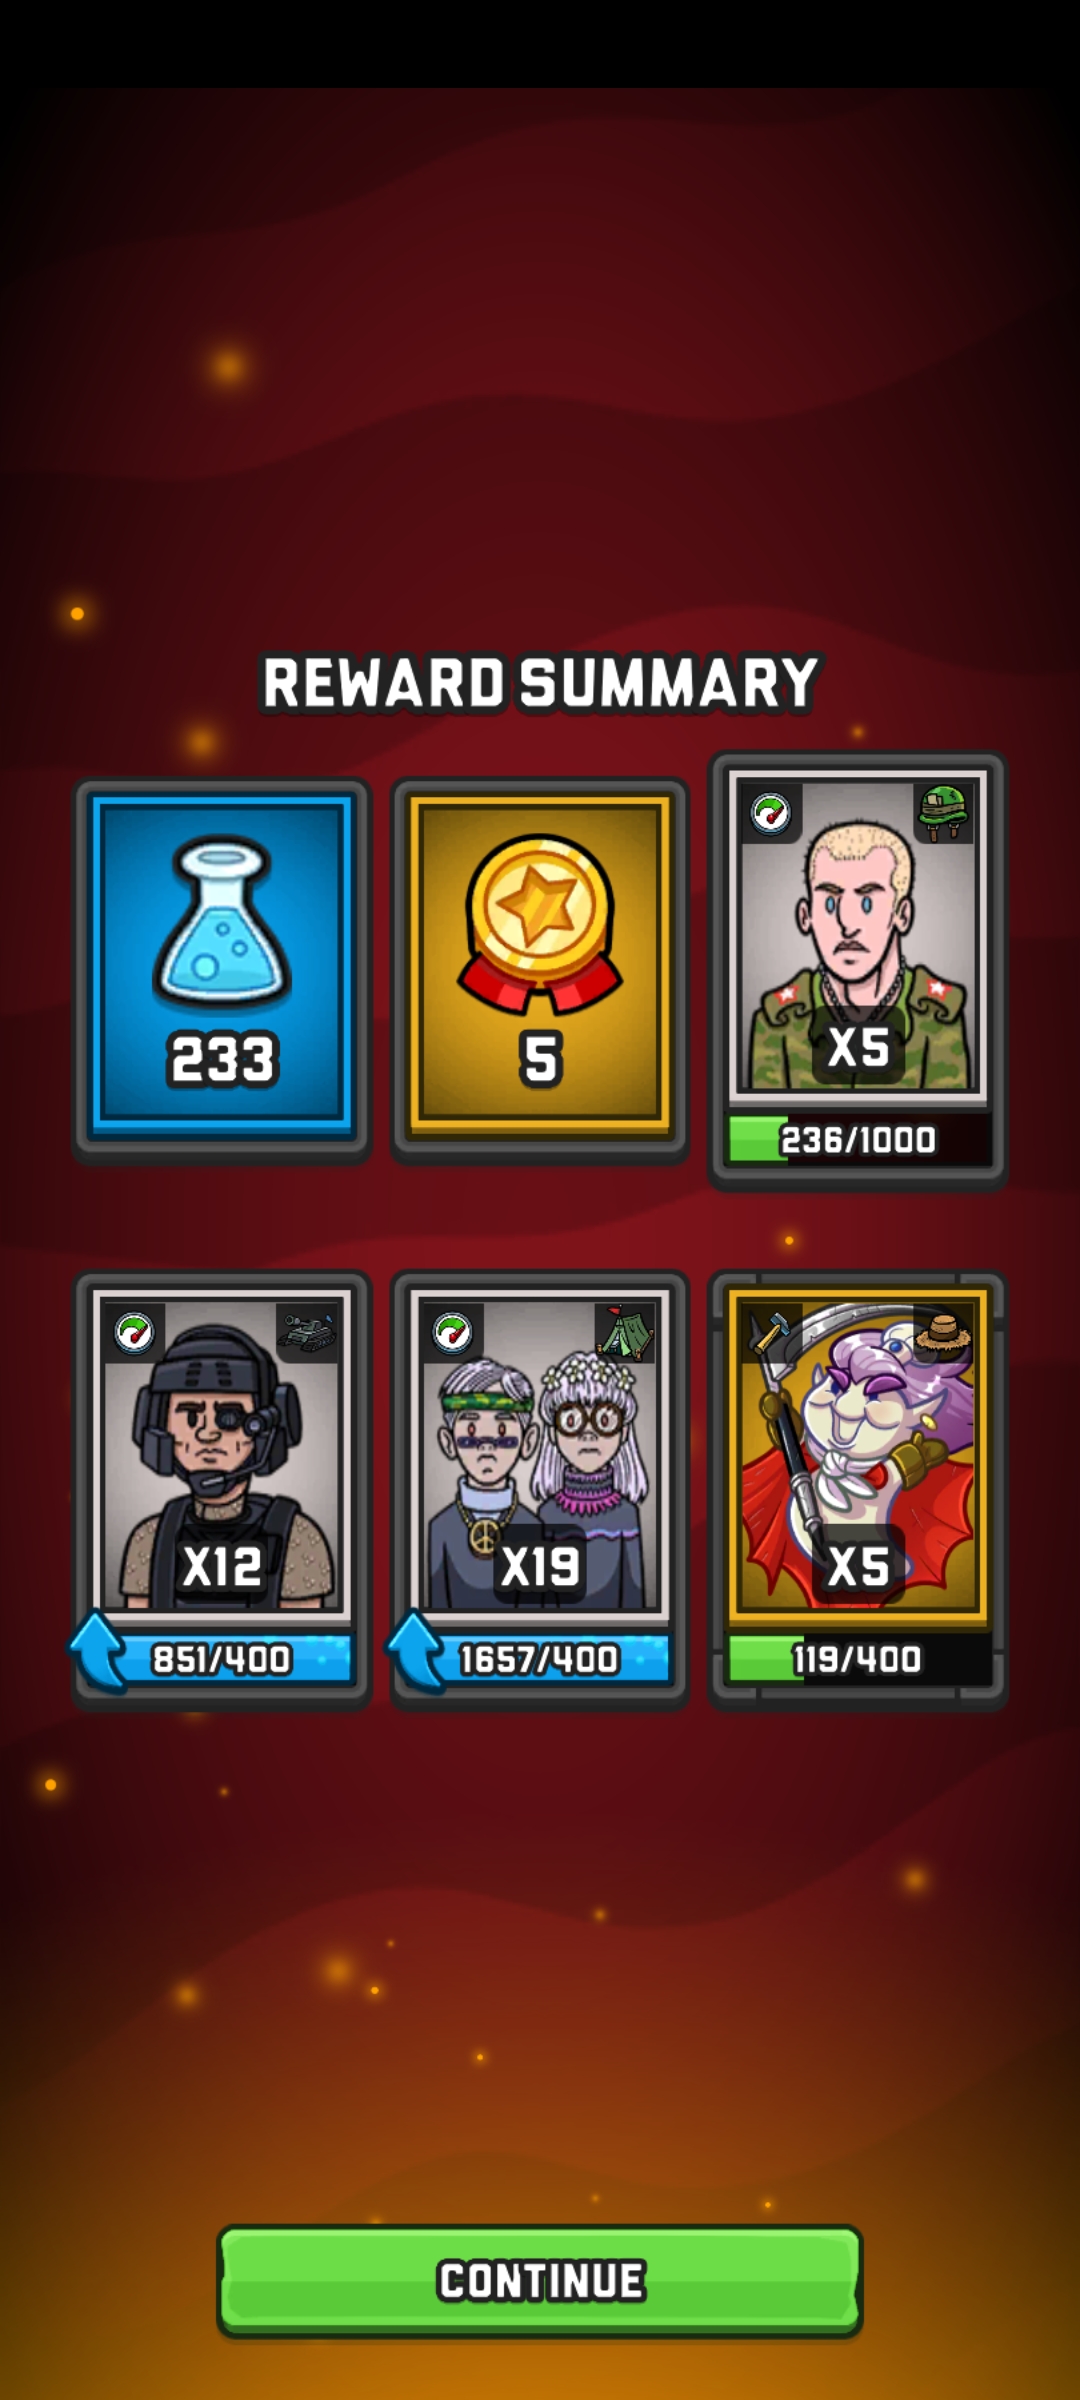 REWARD SUMMARY
233
5
X5
236/1000
X12
851/400
X19
1657/400
X5
119/400
CONTINUE